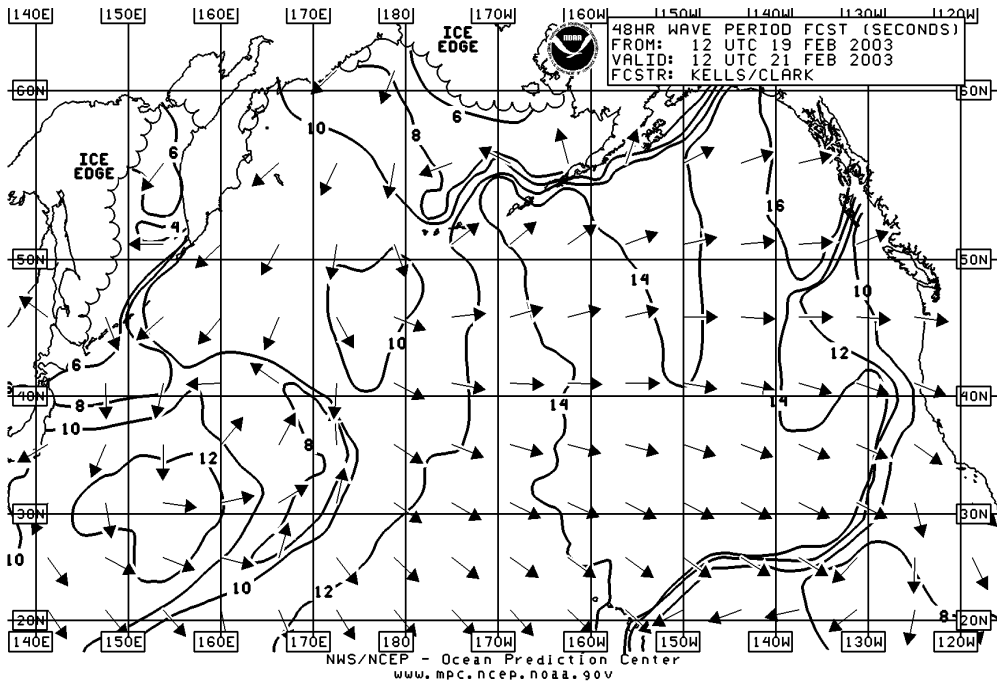 140E 150E 160E 170E 180E 170W 160W 150W 140W 130W 120W
48HR WAVE PERIOD FCST (SECONDS)
FROM: 12 UTC 19 FEB 2003
VALID: 12 UTC 21 FEB 2003
FCSTR: KELLS/CLARK
NOAA
ICE
EDGE
60N
60N
6
10
8
6
ICE
EDGE
16
4
50N
50N
14
10
10
12
6
8
40N
40N
14
14
10
8
12
30N
30N
10
10
12
8
20N
20N
140E 150E 160E 170E 180E 170W 160W 150W 140W 130W 120W
NWS/NCEP - Ocean Prediction Center
www.mpc.ncep.noaa.gov